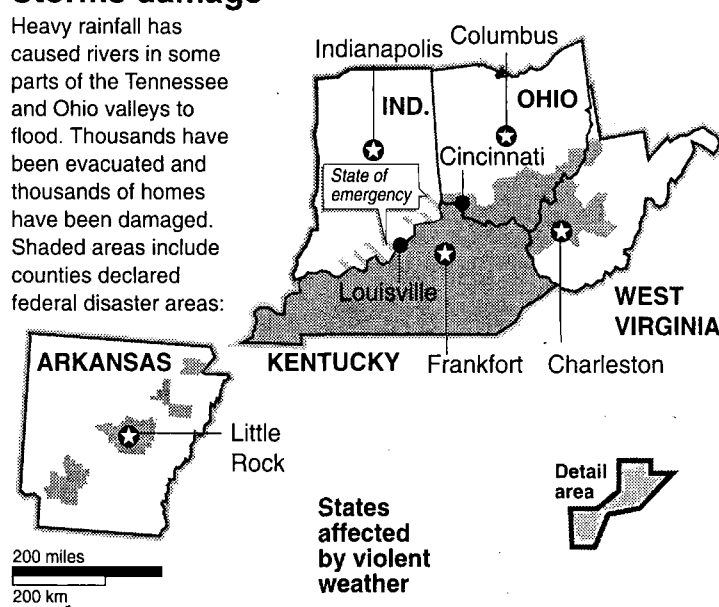 Storms damage
Heavy rainfall has
caused rivers in some
parts of the Tennessee
and Ohio valleys to
flood. Thousands have
been evacuated and
thousands of homes
have been damaged.
Shaded areas include
counties declared
federal disaster areas:
Indianapolis
Columbus
IND.
OHIO
Cincinnati
State of
emergency
Louisville
WEST
VIRGINIA
KENTUCKY
Frankfort
Charleston
ARKANSAS
Little
Rock
Detail
area
States
affected
by violent
weather
200 miles
200 km